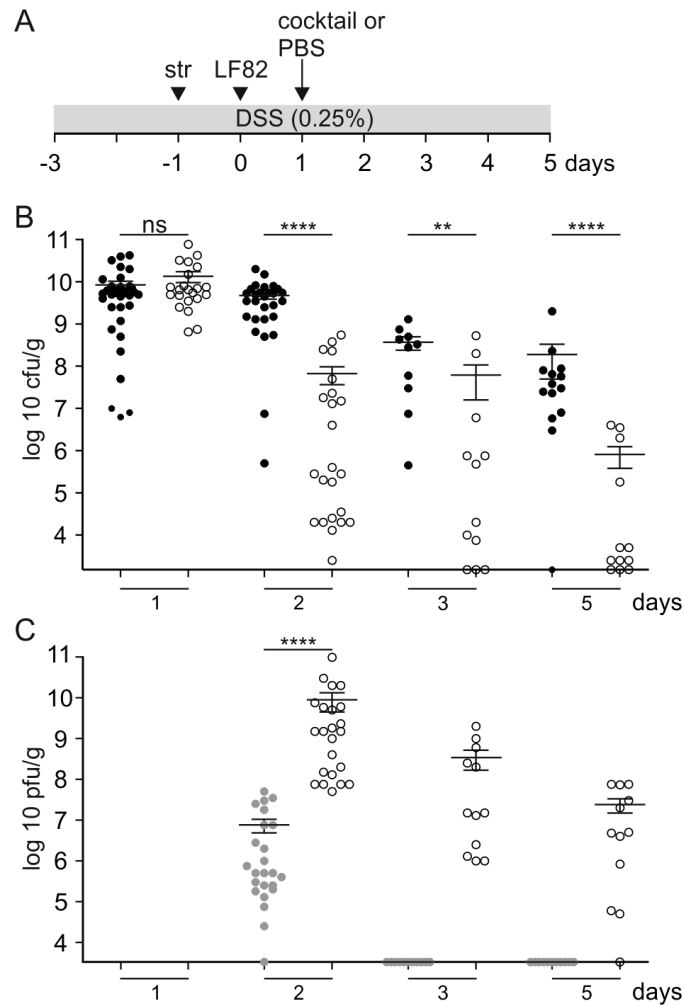 A
cocktail or
PBS
str LF82
DSS (0.25%)
-3 -1 0 1 2 3 4 5 days
B
ns **** ** ****
11
10
9
8
7
6
5
4
log 10 cfu/g
1 2 3 5 days
C
****
11
10
9
8
7
6
5
4
log 10 pfu/g
1 2 3 5 days